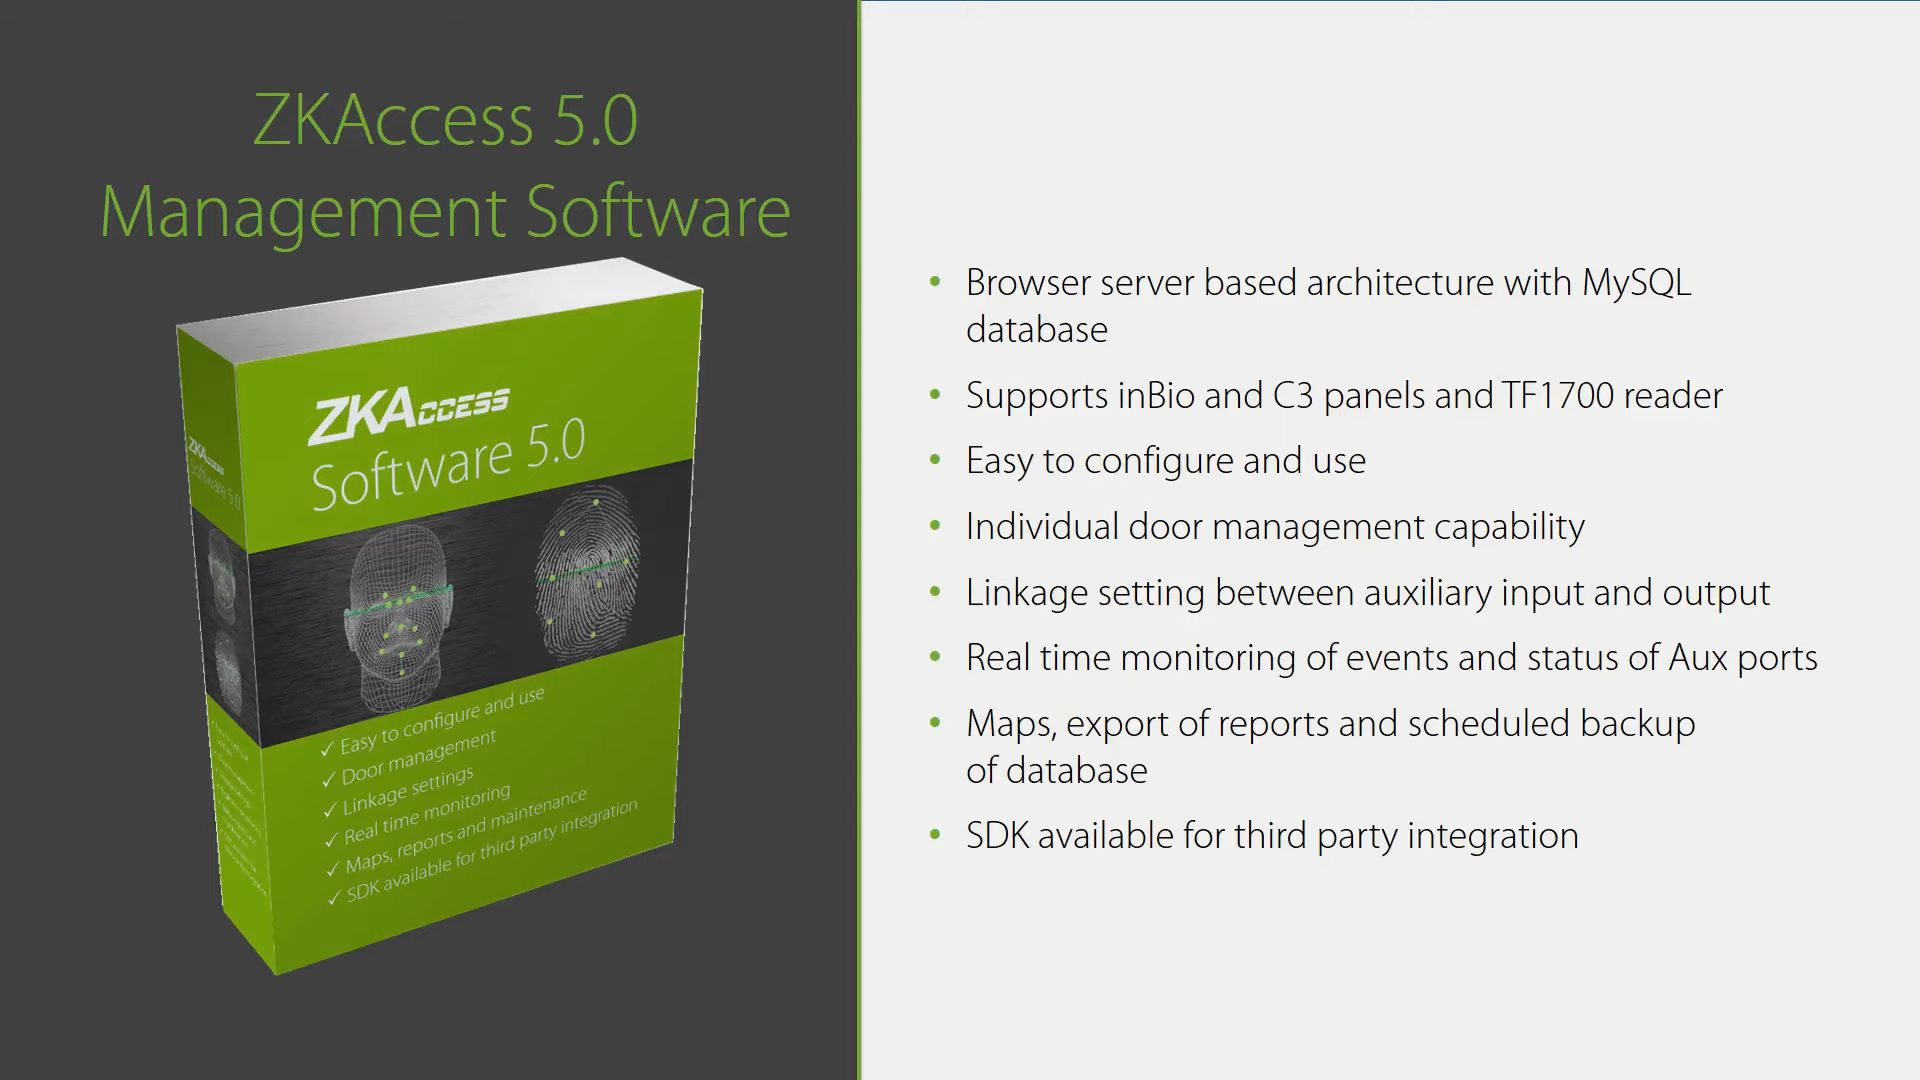 ZKAccess 5.0
Management Software
ZKAccess
Software 5.0
✓ Easy to configure and use
✓ Door management
✓ Linkage settings
✓ Real time monitoring
✓ Maps, reports and maintenance
✓ SDK available for third party integration
ZKAccess
Software 5.0
• Browser server based architecture with MySQL
database
• Supports inBio and C3 panels and TF1700 reader
• Easy to configure and use
• Individual door management capability
• Linkage setting between auxiliary input and output
• Real time monitoring of events and status of Aux ports
• Maps, export of reports and scheduled backup
of database
• SDK available for third party integration